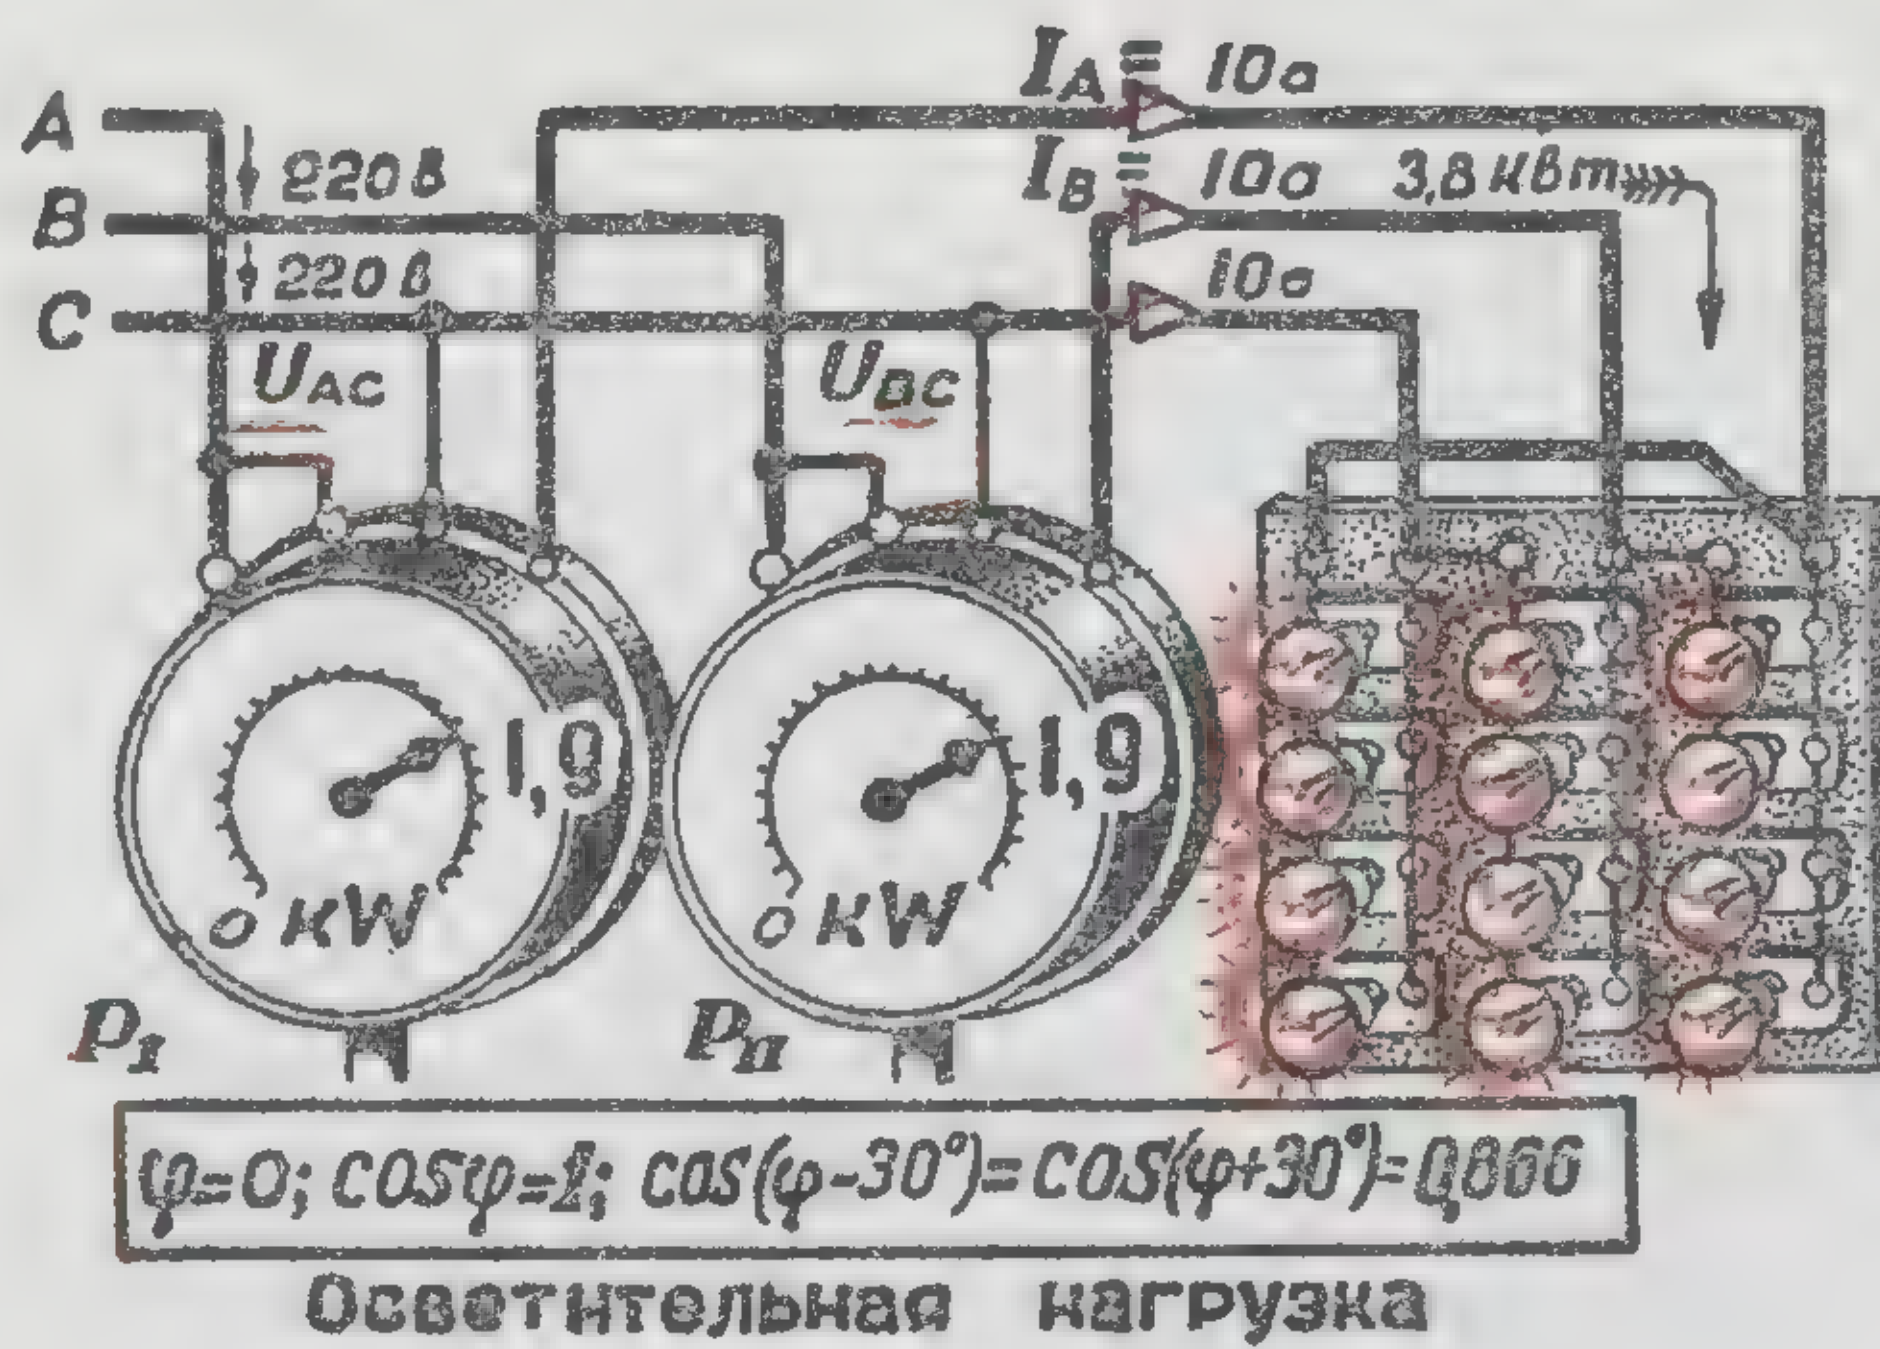 I_A = 10а
A
220в
I_B = 10а 3,8 квт
B
220в
10а
C
U_AC U_BC
1,9 1,9
0 KW 0 KW
P_I P_II
φ=0; cosφ=1; cos(φ-30°)=cos(φ+30°)=0,866
Осветительная нагрузка